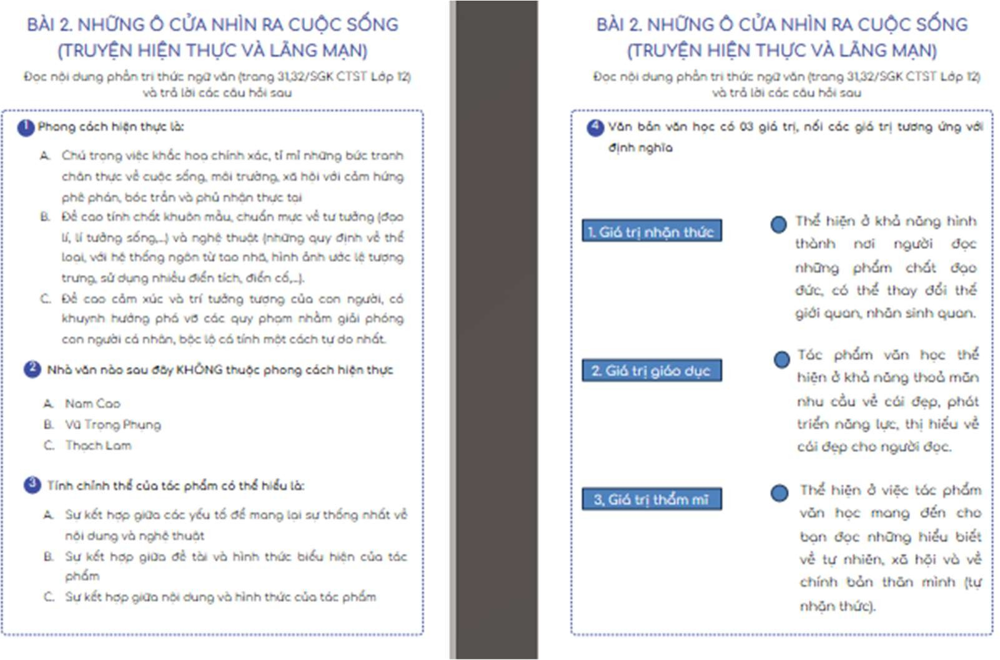 BÀI 2. NHỮNG Ô CỬA NHÌN RA CUỘC SỐNG
(TRUYỆN HIỆN THỰC VÀ LÃNG MẠN)
Đọc nội dung phần tri thức ngữ văn (trang 31,32/SGK CTST Lớp 12)
và trả lời các câu hỏi sau
1 Phong cách hiện thực là:
A. Chú trọng việc khắc hoạ chính xác, tỉ mỉ những bức tranh
chân thực về cuộc sống, môi trường, xã hội với cảm hứng
phê phán, bóc trần và phủ nhận thực tại
B. Đề cao tính chất khuôn mẫu, chuẩn mực về tư tưởng (đạo
lí, lí tưởng sống,...) và nghệ thuật (những quy định về thể
loại, với hệ thống ngôn từ tao nhã, hình ảnh ước lệ tượng
trưng, sử dụng nhiều điển tích, điển cố,...).
C. Đề cao cảm xúc và trí tưởng tượng của con người, có
khuynh hướng phá vỡ các quy phạm nhằm giải phóng
con người cá nhân, bộc lộ cá tính một cách tự do nhất.
2 Nhà văn nào sau đây KHÔNG thuộc phong cách hiện thực
A. Nam Cao
B. Vũ Trọng Phụng
C. Thạch Lam
3 Tính chỉnh thể của tác phẩm có thể hiểu là:
A. Sự kết hợp giữa các yếu tố để mang lại sự thống nhất về
nội dung và nghệ thuật
B. Sự kết hợp giữa đề tài và hình thức biểu hiện của tác
phẩm
C. Sự kết hợp giữa nội dung và hình thức của tác phẩm
BÀI 2. NHỮNG Ô CỬA NHÌN RA CUỘC SỐNG
(TRUYỆN HIỆN THỰC VÀ LÃNG MẠN)
Đọc nội dung phần tri thức ngữ văn (trang 31,32/SGK CTST Lớp 12)
và trả lời các câu hỏi sau
4 Văn bản văn học có 03 giá trị, nối các giá trị tương ứng với
định nghĩa
1. Giá trị nhận thức
2. Giá trị giáo dục
3, Giá trị thẩm mĩ
Thể hiện ở khả năng hình
thành nơi người đọc
những phẩm chất đạo
đức, có thể thay đổi thế
giới quan, nhân sinh quan.
Tác phẩm văn học thể
hiện ở khả năng thoả mãn
nhu cầu về cái đẹp, phát
triển năng lực, thị hiếu về
cái đẹp cho người đọc.
Thể hiện ở việc tác phẩm
văn học mang đến cho
bạn đọc những hiểu biết
về tự nhiên, xã hội và về
chính bản thân mình (tự
nhận thức).